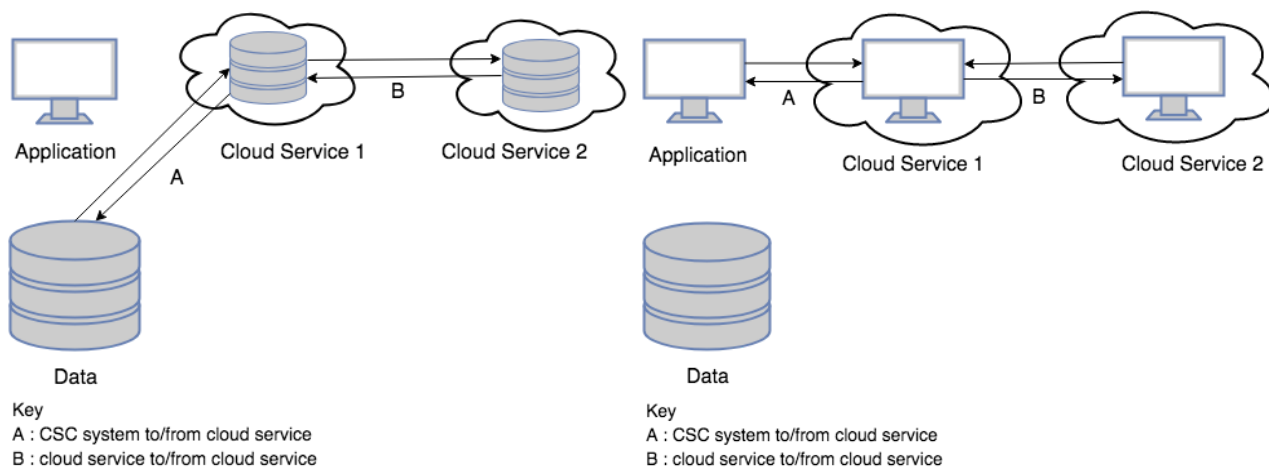 Application
Cloud Service 1
Cloud Service 2
B
A
Data
Key
A : CSC system to/from cloud service
B : cloud service to/from cloud service
Application
Cloud Service 1
Cloud Service 2
A
B
Data
Key
A : CSC system to/from cloud service
B : cloud service to/from cloud service